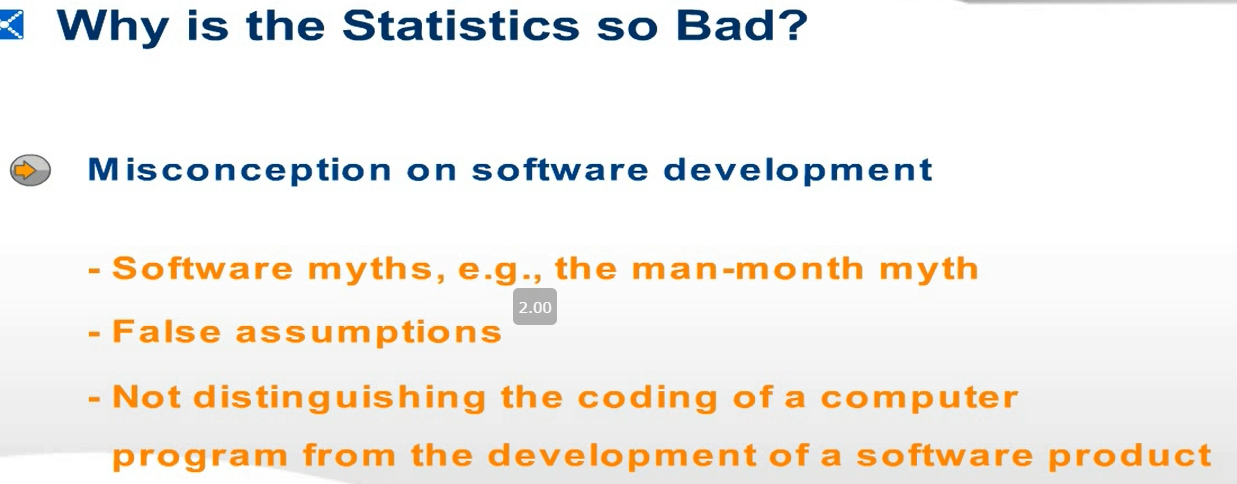 Why is the Statistics so Bad?
Misconception on software development
- Software myths, e.g., the man-month myth
2.00
- False assumptions
- Not distinguishing the coding of a computer
program from the development of a software product